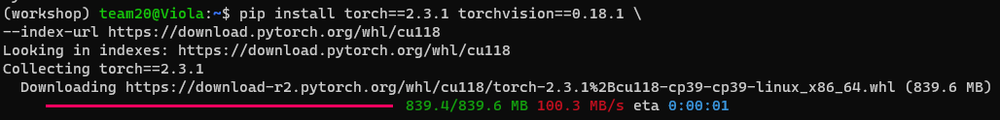 (workshop) team20@Viola:~$ pip install torch==2.3.1 torchvision==0.18.1 \
--index-url https://download.pytorch.org/whl/cu118
Looking in indexes: https://download.pytorch.org/whl/cu118
Collecting torch==2.3.1
Downloading https://download-r2.pytorch.org/whl/cu118/torch-2.3.1%2Bcu118-cp39-cp39-linux_x86_64.whl (839.6 MB)
839.4/839.6 MB 100.3 MB/s eta 0:00:01